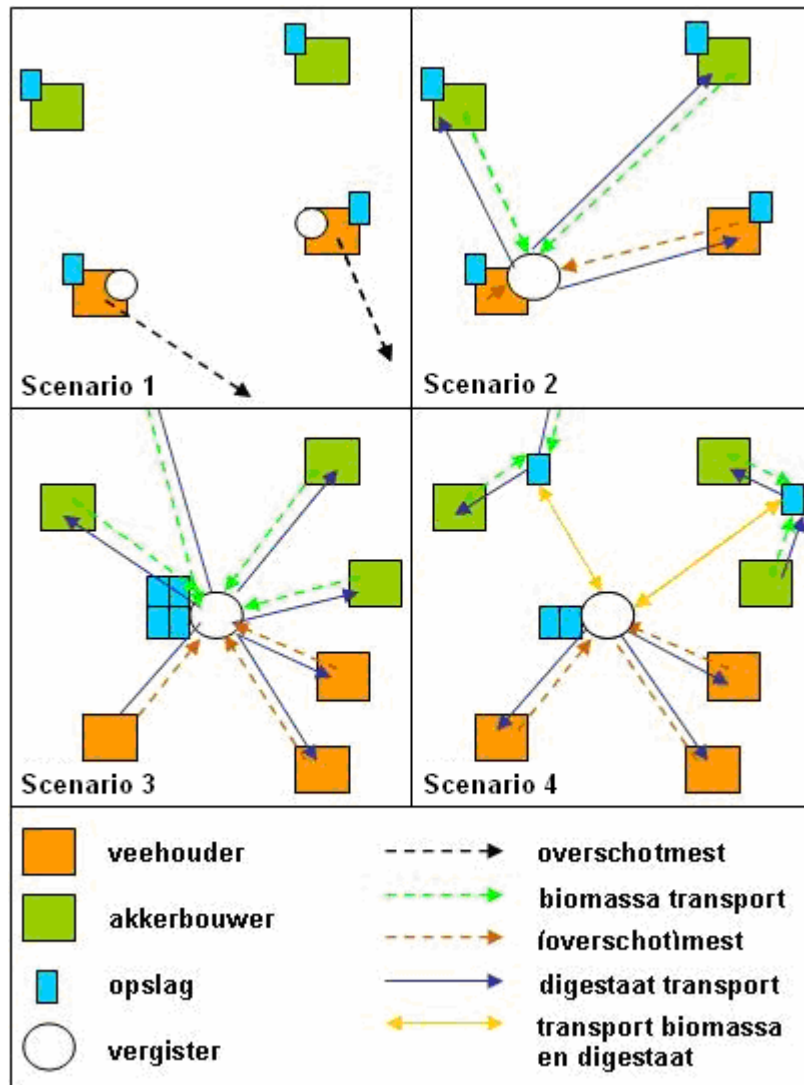 Scenario 1
Scenario 2
Scenario 3
Scenario 4
veehouder
akkerbouwer
opslag
vergister
overschotmest
biomassa transport
(overschot)mest
digestaat transport
transport biomassa
en digestaat